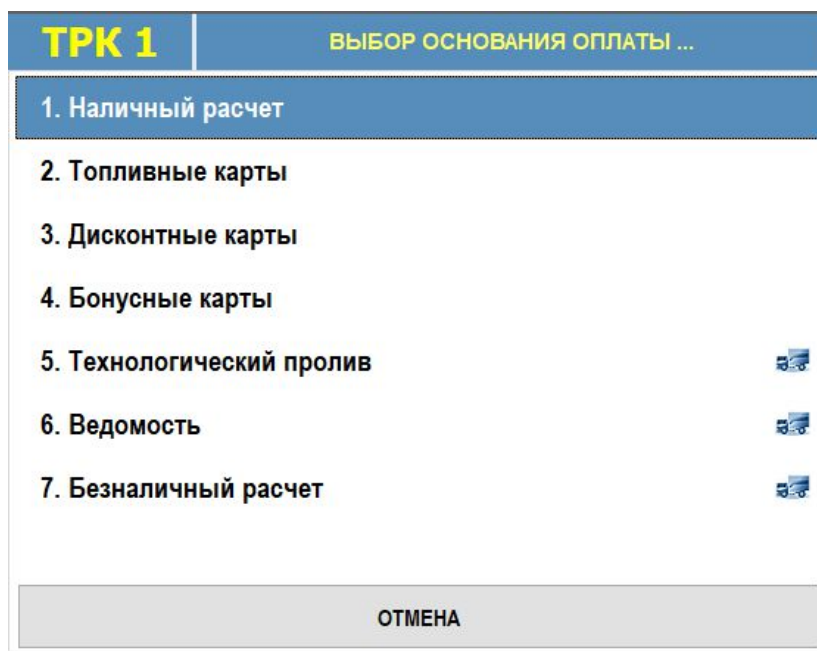 ТРК 1
ВЫБОР ОСНОВАНИЯ ОПЛАТЫ ...
1. Наличный расчет
2. Топливные карты
3. Дисконтные карты
4. Бонусные карты
5. Технологический пролив
6. Ведомость
7. Безналичный расчет
ОТМЕНА